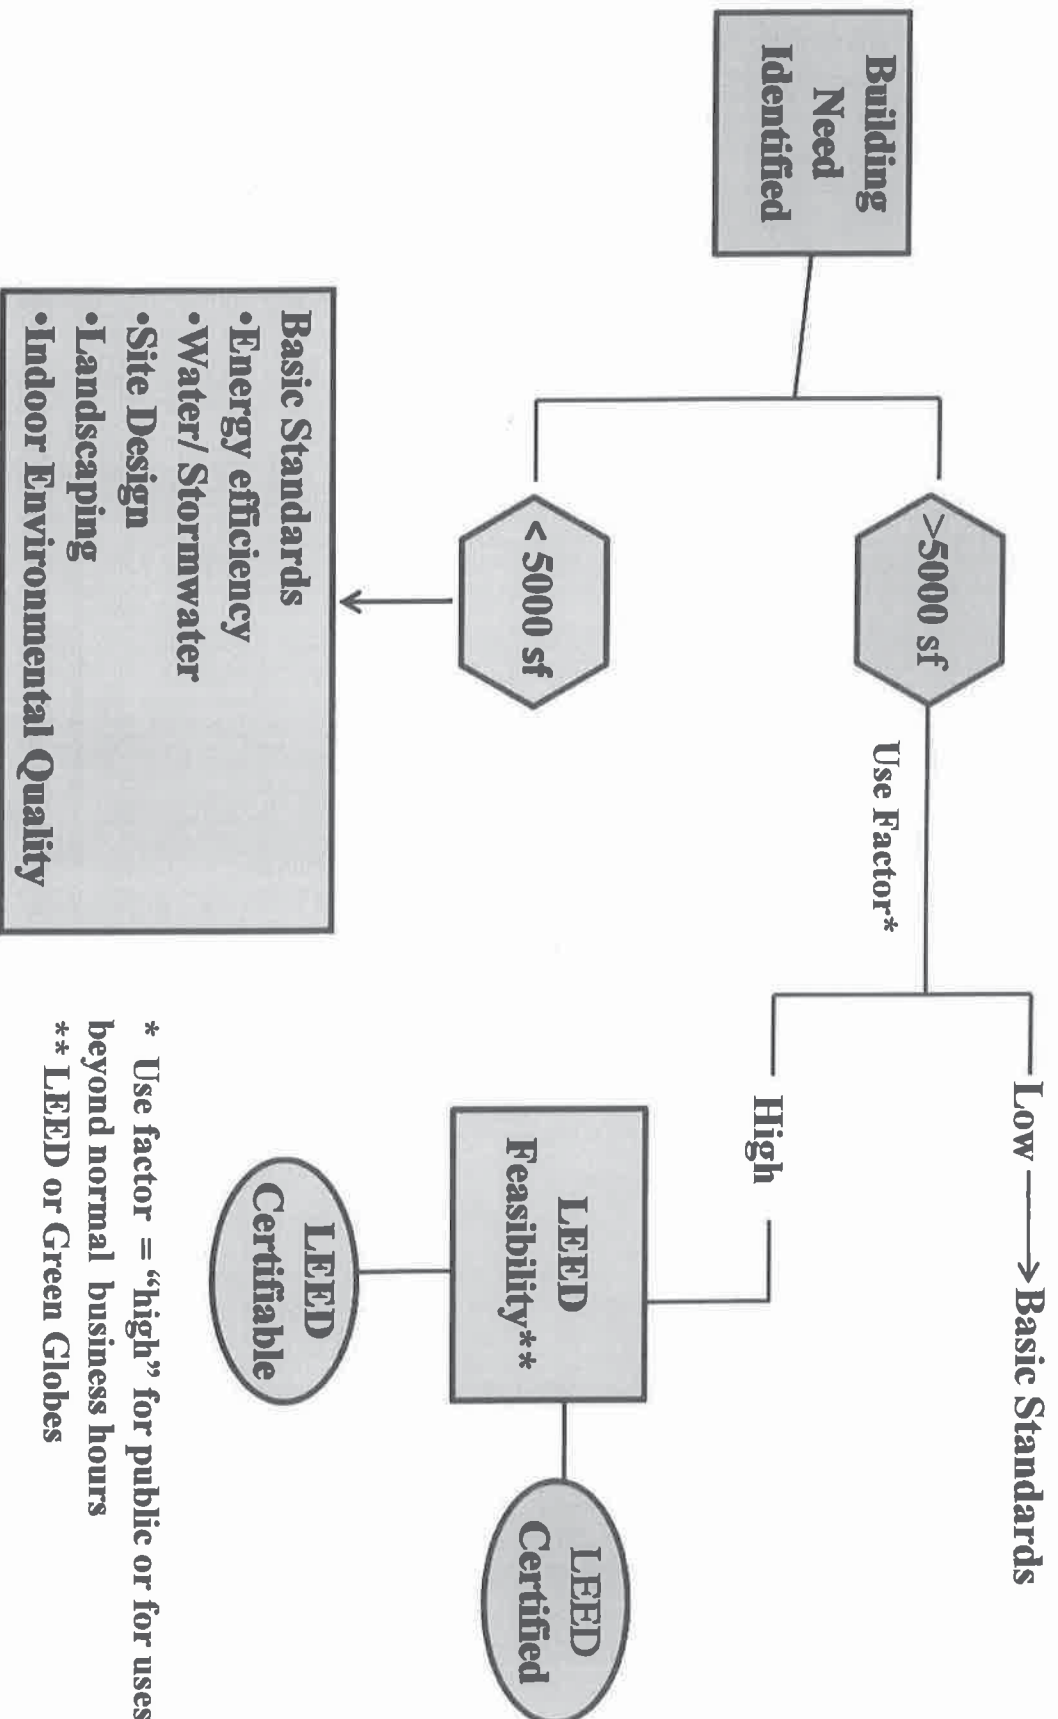 Building
Need
Identified
>5000 sf
< 5000 sf
Use Factor*
Low
Basic Standards
High
LEED
Feasibility**
LEED
Certified
LEED
Certifiable
Basic Standards
•Energy efficiency
•Water/ Stormwater
•Site Design
•Landscaping
•Indoor Environmental Quality
* Use factor = “high” for public or for uses
beyond normal business hours
** LEED or Green Globes